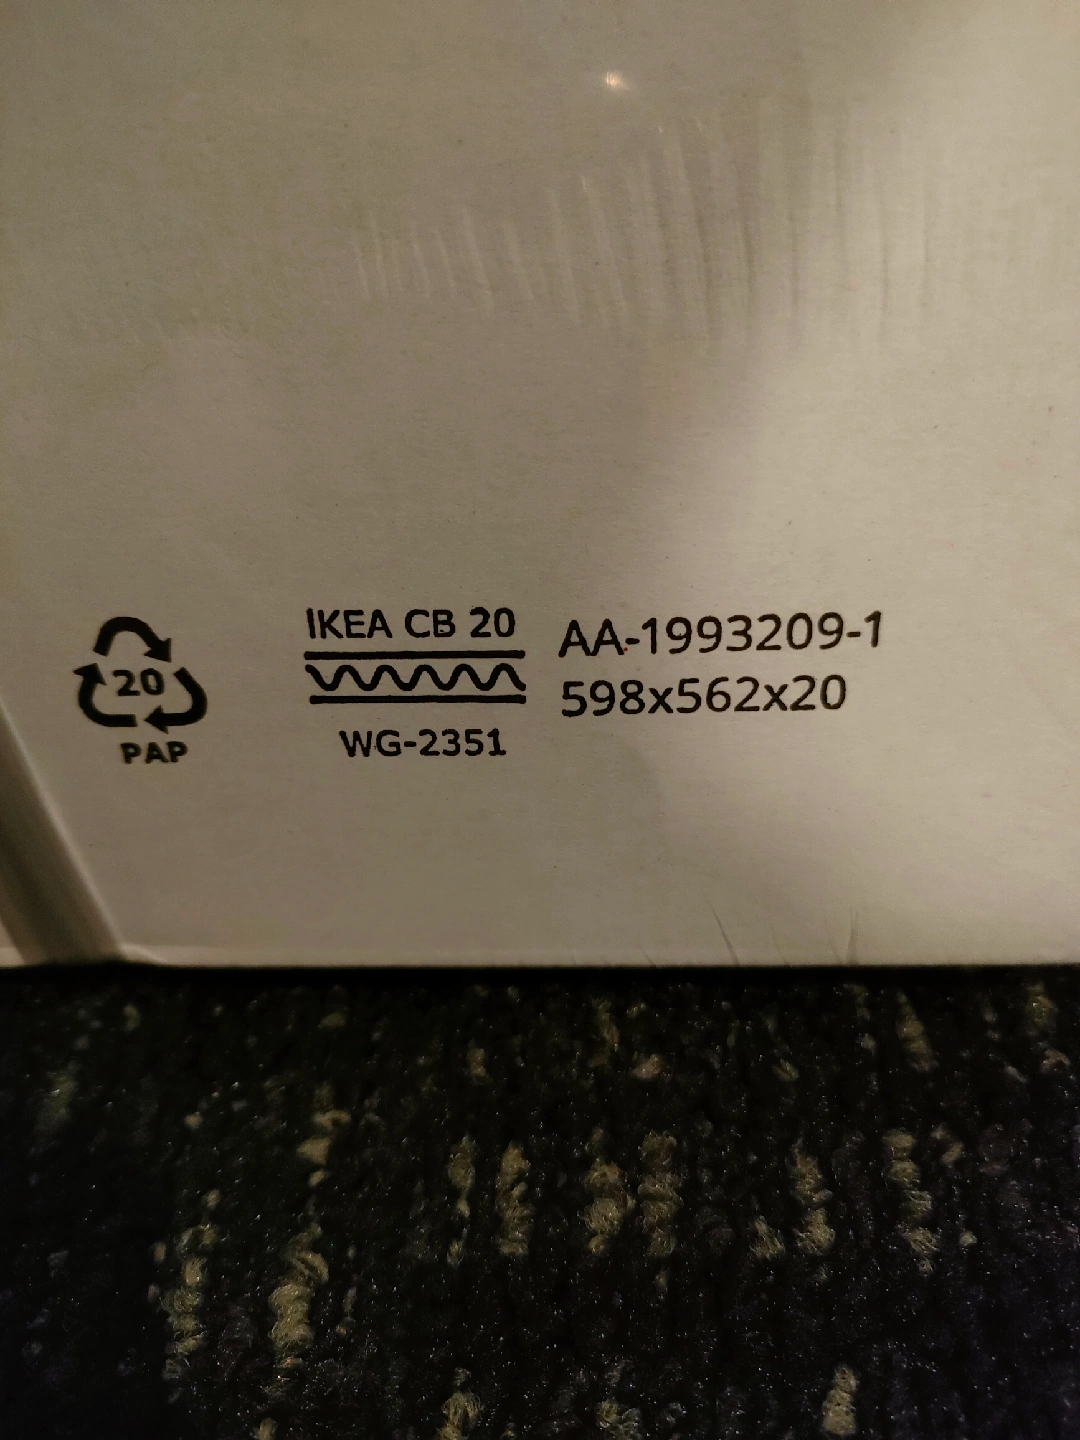 20
PAP
IKEA CB 20
WG-2351
AA-1993209-1
598x562x20